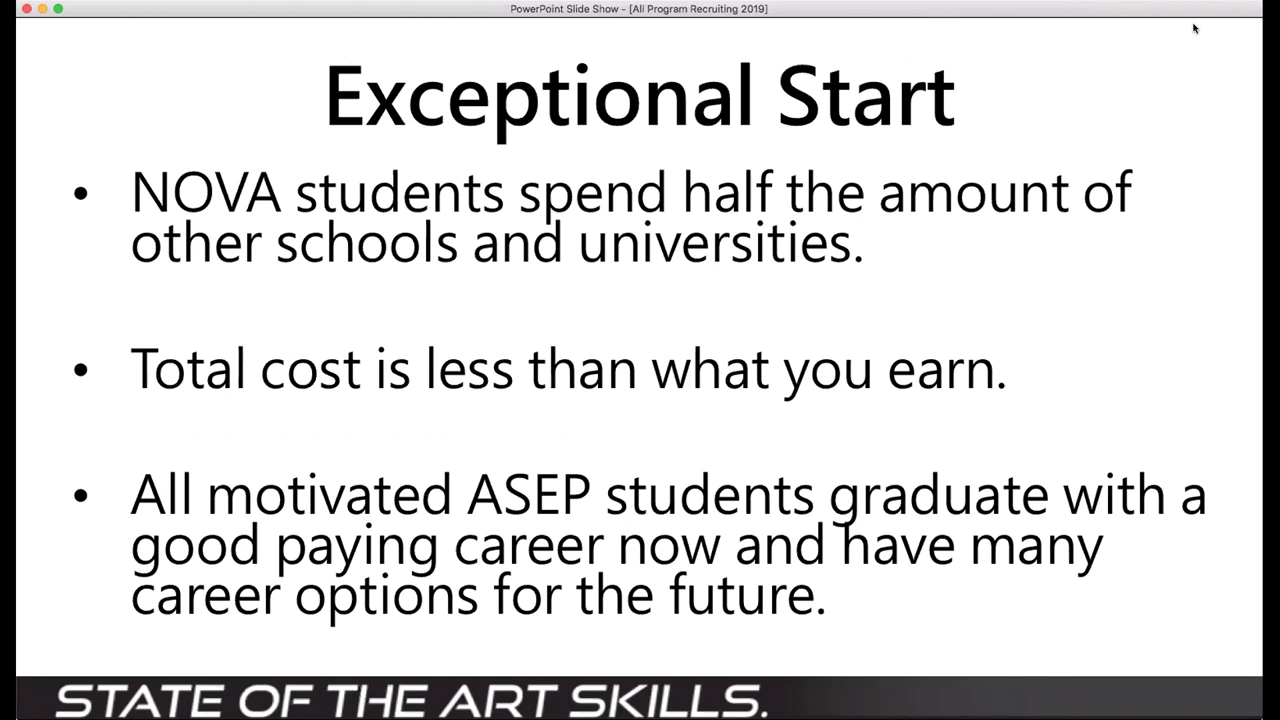 PowerPoint Slide Show - [All Program Recruiting 2019]
Exceptional Start
• NOVA students spend half the amount of
other schools and universities.
• Total cost is less than what you earn.
• All motivated ASEP students graduate with a
good paying career now and have many
career options for the future.
STATE OF THE ART SKILLS.